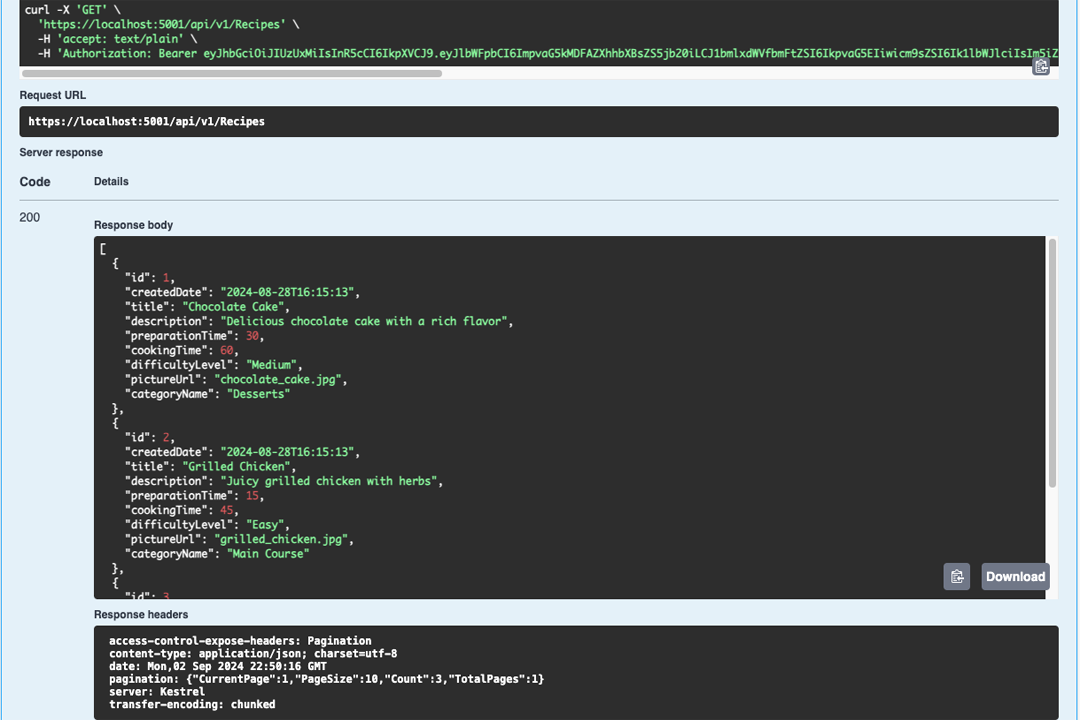 curl -X 'GET' \
'https://localhost:5001/api/v1/Recipes' \
-H 'accept: text/plain' \
-H 'Authorization: Bearer
Request URL
https://localhost:5001/api/v1/Recipes
Server response
Code Details
200
Response body
[
{
"id": 1,
"createdDate": "2024-08-28T16:15:13",
"title": "Chocolate Cake",
"description": "Delicious chocolate cake with a rich flavor",
"preparationTime": 30,
"cookingTime": 60,
"difficultyLevel": "Medium",
"pictureUrl": "chocolate_cake.jpg",
"categoryName": "Desserts"
},
{
"id": 2,
"createdDate": "2024-08-28T16:15:13",
"title": "Grilled Chicken",
"description": "Juicy grilled chicken with herbs",
"preparationTime": 15,
"cookingTime": 45,
"difficultyLevel": "Easy",
"pictureUrl": "grilled_chicken.jpg",
"categoryName": "Main Course"
},
{
"id": 3,
Download
Response headers
access-control-expose-headers: Pagination
content-type: application/json; charset=utf-8
date: Mon,02 Sep 2024 22:50:16 GMT
pagination: {"CurrentPage":1,"PageSize":10,"Count":3,"TotalPages":1}
server: Kestrel
transfer-encoding: chunked